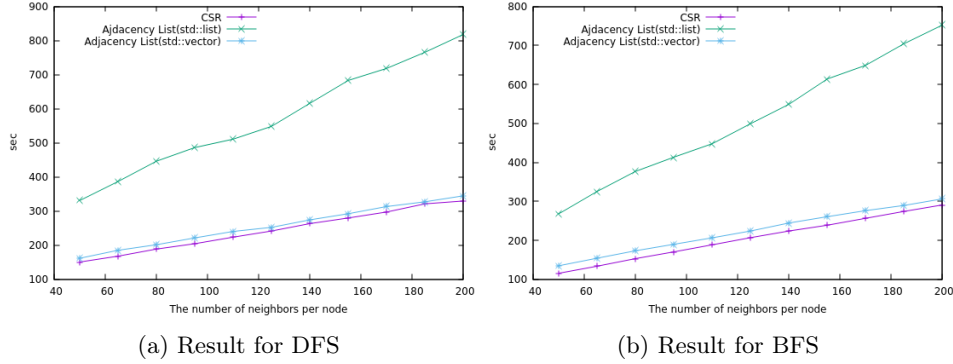 900
800
700
600
500
400
300
200
100
sec
CSR
Ajdacency List(std::list)
Adjacency List(std::vector)
40 60 80 100 120 140 160 180 200
The number of neighbors per node
(a) Result for DFS
800
700
600
500
400
300
200
100
sec
CSR
Ajdacency List(std::list)
Adjacency List(std::vector)
40 60 80 100 120 140 160 180 200
The number of neighbors per node
(b) Result for BFS